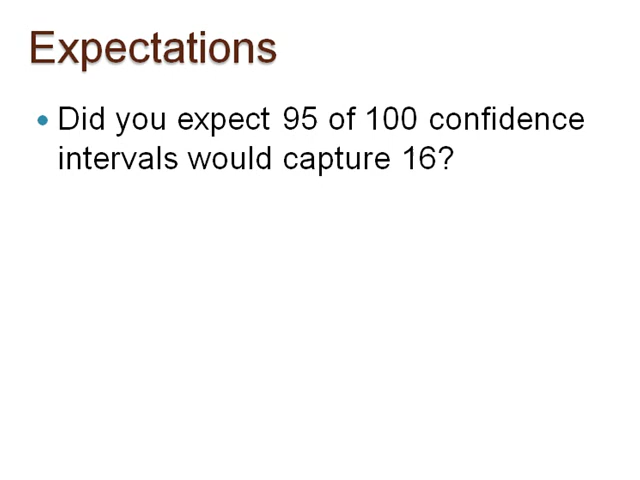 Expectations
• Did you expect 95 of 100 confidence
intervals would capture 16?